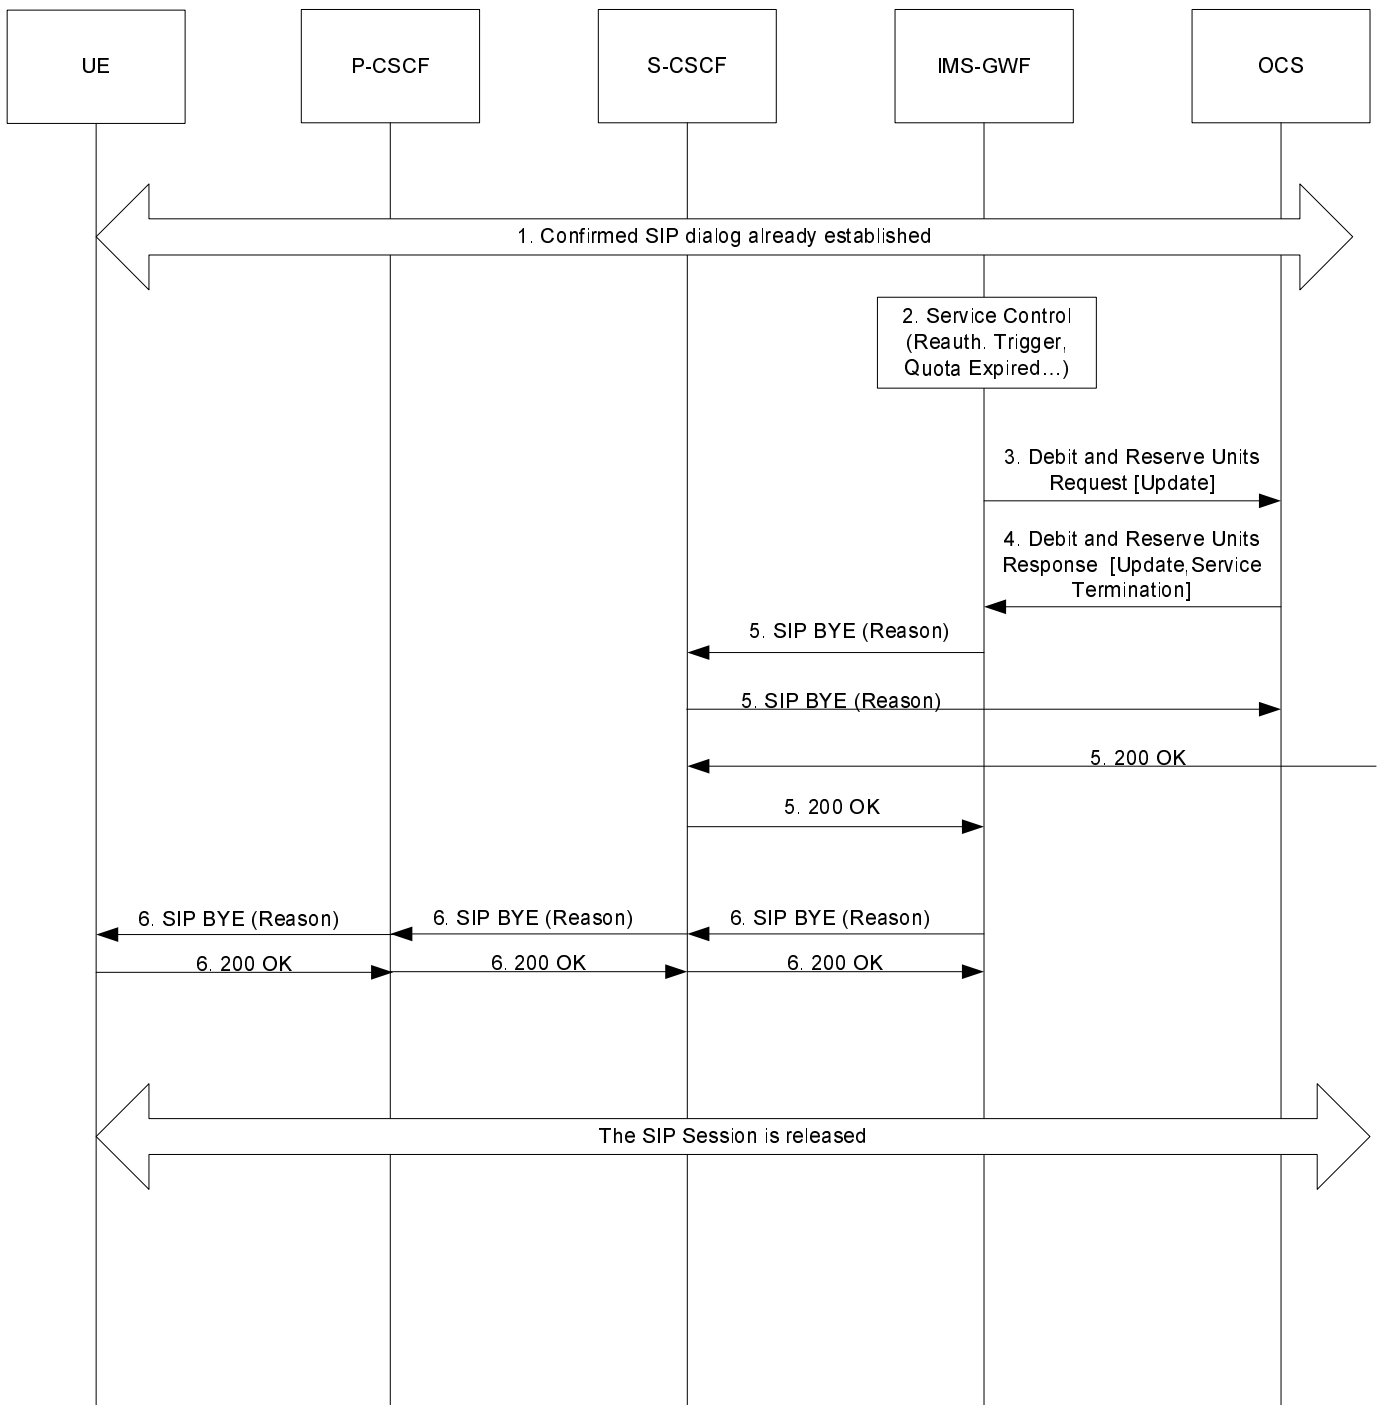 UE
P-CSCF
S-CSCF
IMS-GWF
OCS
1. Confirmed SIP dialog already established
2. Service Control
(Reauth. Trigger,
Quota Expired...)
3. Debit and Reserve Units
Request [Update]
4. Debit and Reserve Units
Response [Update,Service
Termination]
5. SIP BYE (Reason)
5. SIP BYE (Reason)
5. 200 OK
5. 200 OK
6. SIP BYE (Reason)
6. SIP BYE (Reason)
6. SIP BYE (Reason)
6. 200 OK
6. 200 OK
6. 200 OK
The SIP Session is released